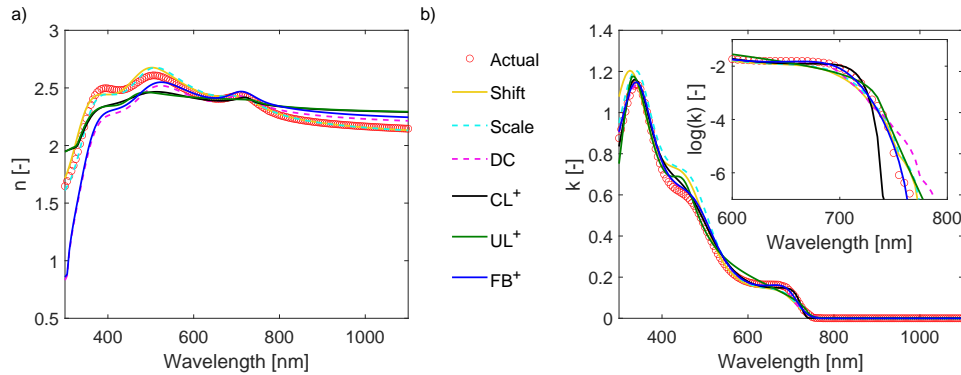 a)
n [-]
3
2.5
2
1.5
1
0.5
400 600 800 1000
Wavelength [nm]
Actual
Shift
Scale
DC
CL+
UL+
FB+
b)
k [-]
1.4
1.2
1.0
0.8
0.6
0.4
0.2
0
400 600 800 1000
Wavelength [nm]
log(k) [-]
-2
-4
-6
600 700 800
Wavelength [nm]